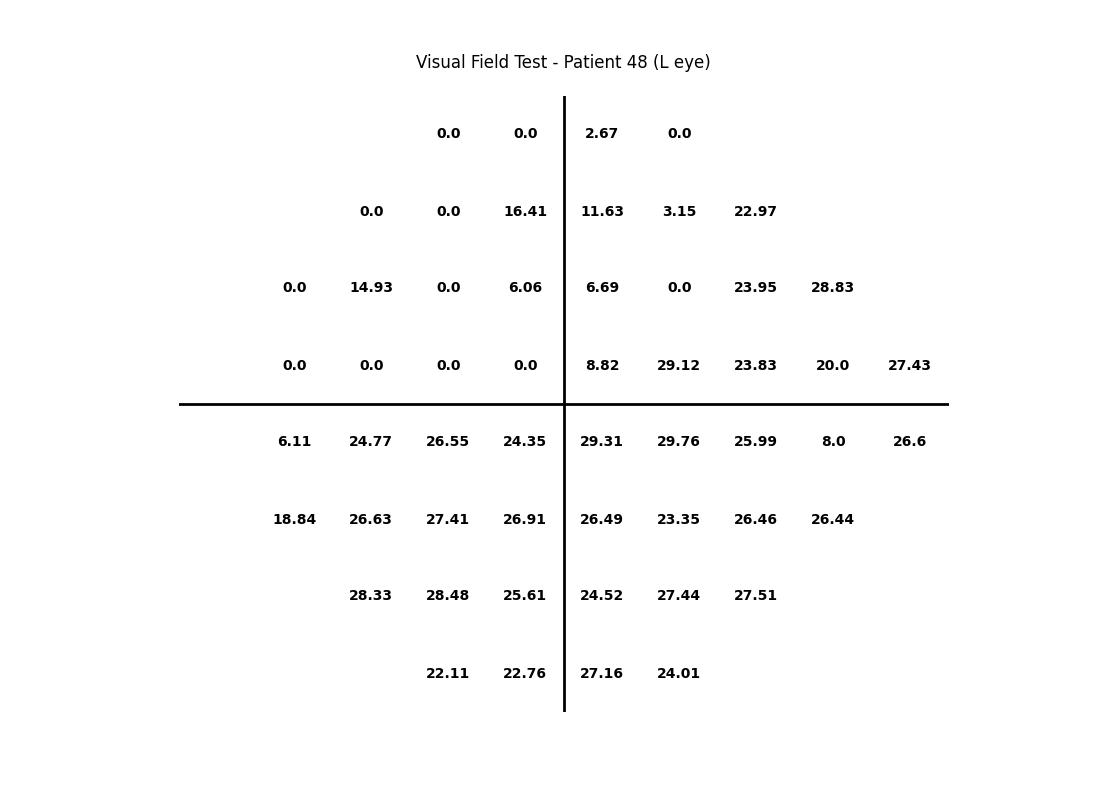 Visual Field Test - Patient 48 (L eye)
0.0 0.0 2.67 0.0
0.0 0.0 16.41 11.63 3.15 22.97
0.0 14.93 0.0 6.06 6.69 0.0 23.95 28.83
0.0 0.0 0.0 0.0 8.82 29.12 23.83 20.0 27.43
6.11 24.77 26.55 24.35 29.31 29.76 25.99 8.0 26.6
18.84 26.63 27.41 26.91 26.49 23.35 26.46 26.44
28.33 28.48 25.61 24.52 27.44 27.51
22.11 22.76 27.16 24.01